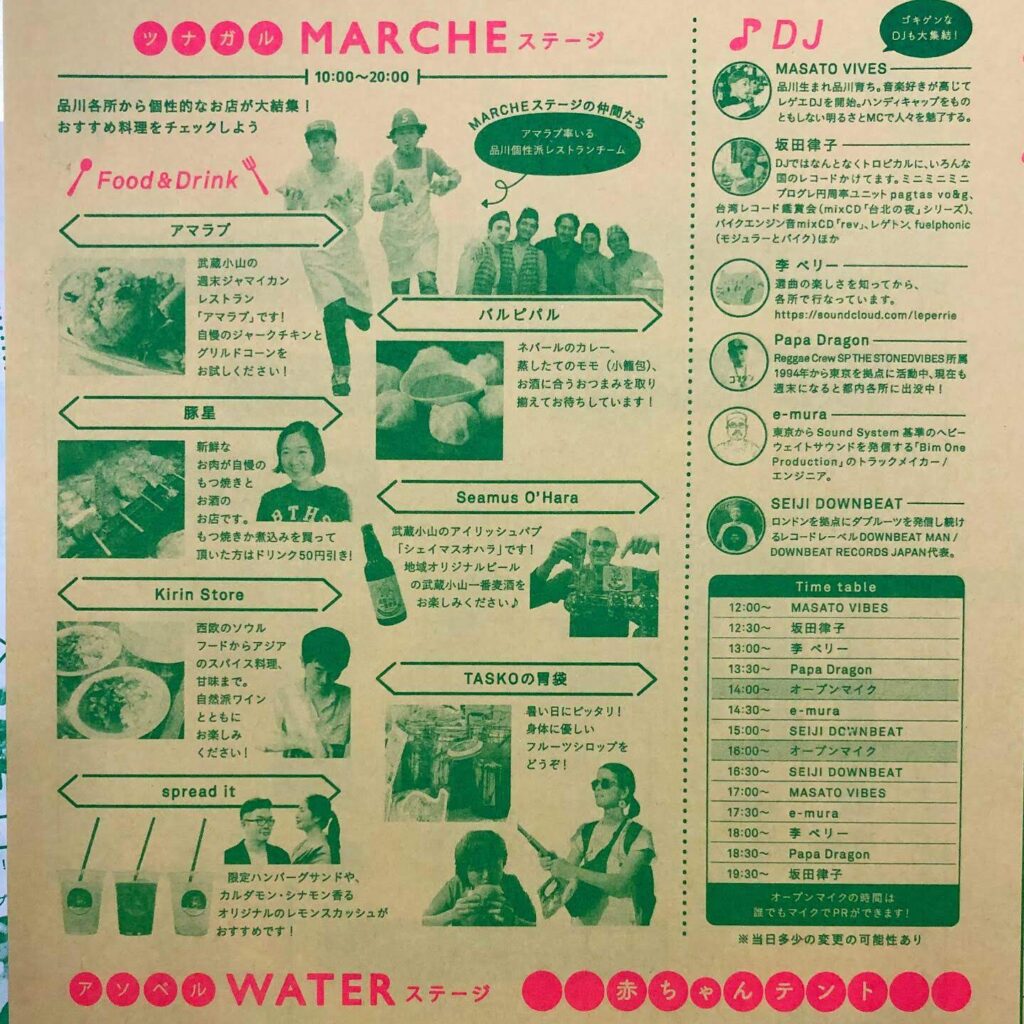 ツナガル MARCHE ステージ
10:00〜20:00
品川各所から個性的なお店が大結集！
おすすめ料理をチェックしよう
MARCHEステージの仲間たち
アマラブ率いる
品川個性派レストランチーム
Food&Drink
アマラブ
武蔵小山の
週末ジャマイカン
レストラン
「アマラブ」です！
自慢のジャークチキンと
グリルドコーンを
お試しください！
バルピパル
ネパールのカレー、
蒸したてのモモ（小籠包）、
お酒に合うおつまみを取り
揃えてお待ちしています！
豚星
新鮮な
お肉が自慢の
もつ焼きと
お酒の
お店です。
もつ焼か煮込みを買って
頂いた方はドリンク50円引き！
Seamus O'Hara
武蔵小山のアイリッシュパブ
「シェイマスオハラ」です！
地域オリジナルビール
の武蔵小山一番麦酒を
お楽しみください♪
Kirin Store
西欧のソウル
フードからアジア
のスパイス料理、
甘味まで。
自然派ワイン
とともに
お楽しみ
ください！
TASKOの胃袋
暑い日にピッタリ！
身体に優しい
フルーツシロップを
どうぞ！
spread it
限定ハンバーグサンドや、
カルダモン・シナモン香る
オリジナルのレモンスカッシュが
おすすめです！
DJ
ゴキゲンな
DJも大集結！
MASATO VIVES
品川生まれ品川育ち。音楽好きが高じて
レゲエDJを開始。ハンディキャップをもの
ともしない明るさとMCで人々を魅了する。
坂田律子
DJではなんとなくトロピカルに、いろんな
国のレコードかけてます。ミニミニミニ
プログレ円周率ユニットpagtas vo&g、
台湾レコード鑑賞会（mixCD「台北の夜」シリーズ）、
バイクエンジン音mixCD「rev」、レゲトン、fuelphonic
（モジュラーとバイク）ほか
李 ペリー
選曲の楽しさを知ってから、
各所で行なっています。
https://soundcloud.com/leperrie
Papa Dragon
Reggae Crew SP THE STONEDVIBES所属
1994年から東京を拠点に活動中、現在も
週末になると都内各所に出没中！
e-mura
東京からSound System 基準のヘビー
ウェイトサウンドを発信する「Bim One
Production」のトラックメイカー/
エンジニア。
SEIJI DOWNBEAT
ロンドンを拠点にダブルーツを発信し続け
るレコードレーベルDOWNBEAT MAN/
DOWNBEAT RECORDS JAPAN代表。
Time table
12:00〜 MASATO VIBES
12:30〜 坂田律子
13:00〜 李 ペリー
13:30〜 Papa Dragon
14:00〜 オープンマイク
14:30〜 e-mura
15:00〜 SEIJI DOWNBEAT
16:00〜 オープンマイク
16:30〜 SEIJI DOWNBEAT
17:00〜 MASATO VIBES
17:30〜 e-mura
18:00〜 李 ペリー
18:30〜 Papa Dragon
19:30〜 坂田律子
オープンマイクの時間は
誰でもマイクでPRができます！
※当日多少の変更の可能性あり
アソベル WATER ステージ
赤ちゃんテント